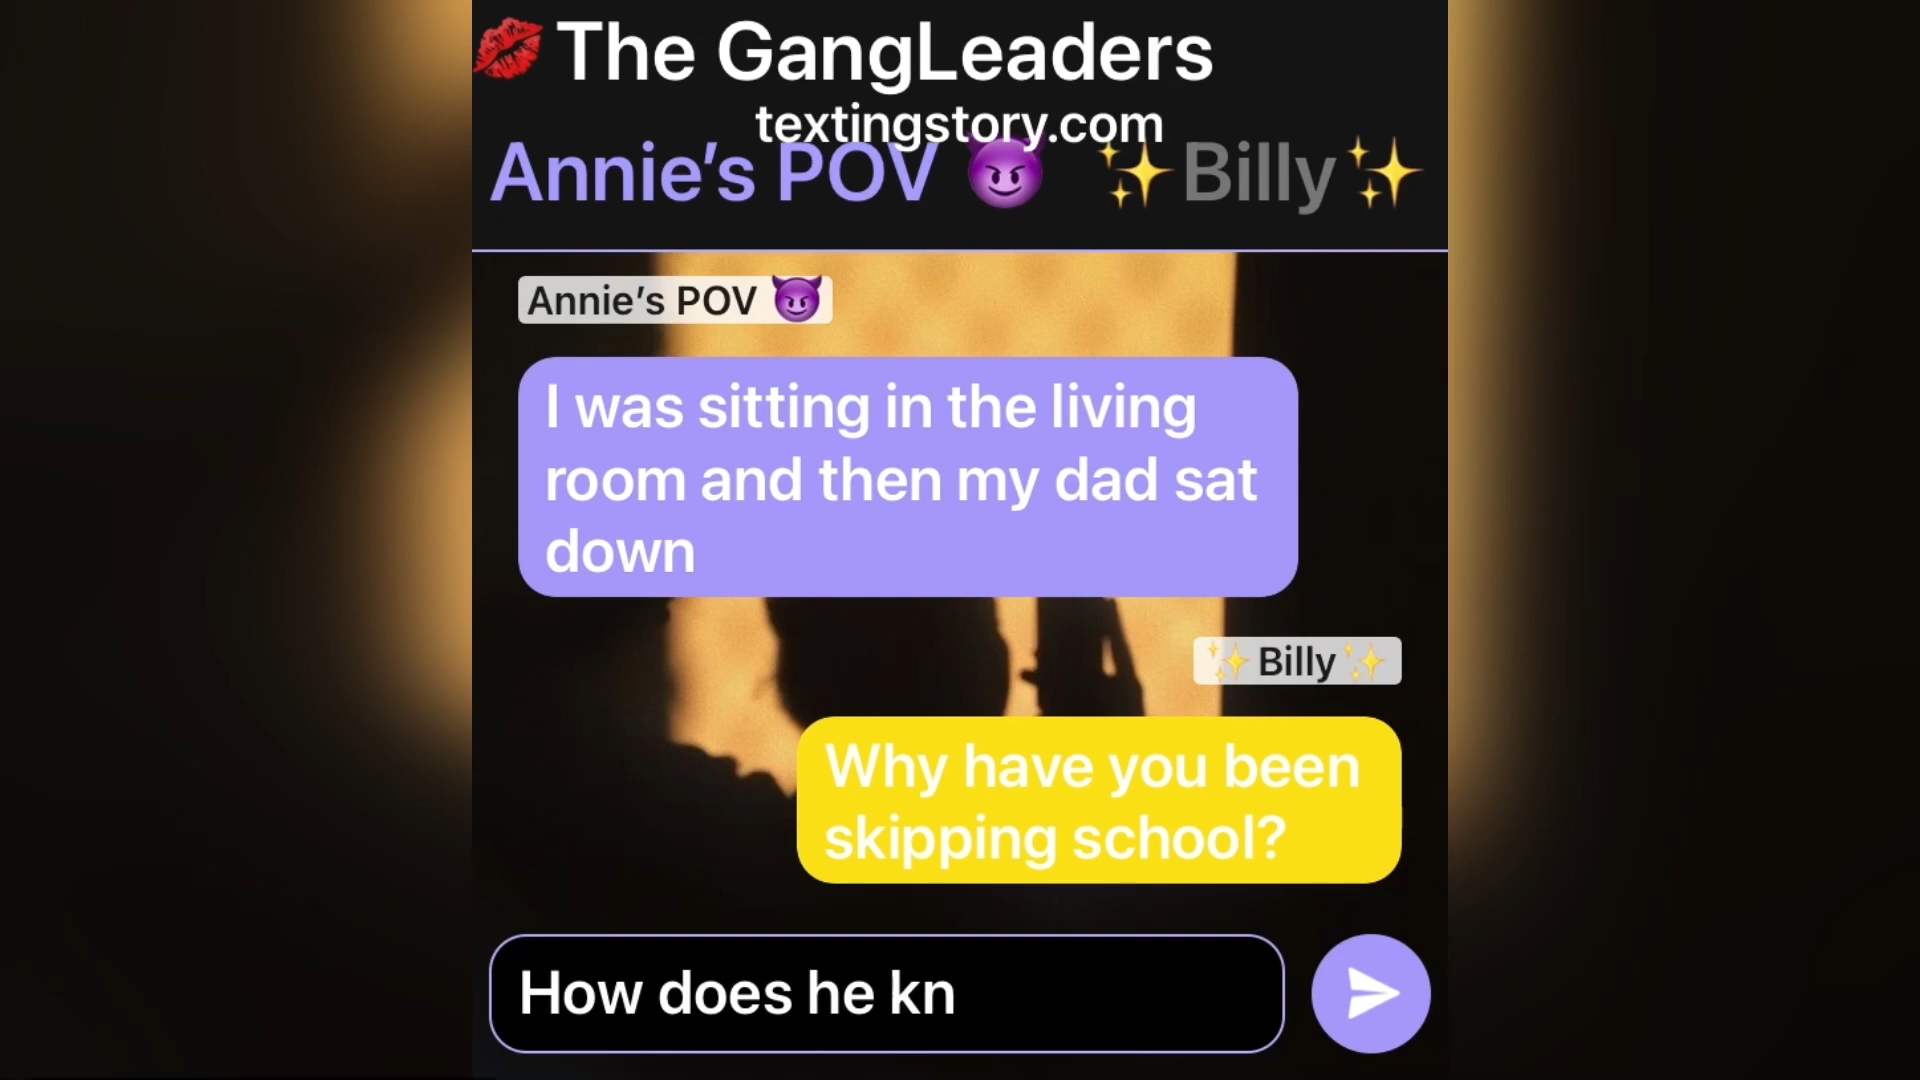 💋 The GangLeaders
textingstory.com
Annie’s POV 😈 ✨Billy✨
Annie’s POV 😈
I was sitting in the living
room and then my dad sat
down
✨Billy✨
Why have you been
skipping school?
How does he kn